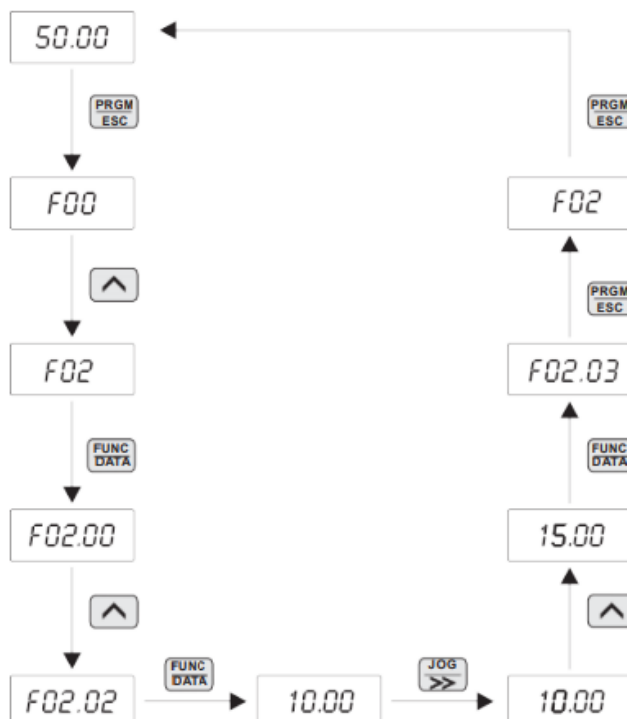 50.00
PRGM
ESC
PRGM
ESC
F00
F02
PRGM
ESC
F02
F02.03
FUNC
DATA
FUNC
DATA
F02.00
15.00
FUNC
DATA
JOG
F02.02
10.00
10.00